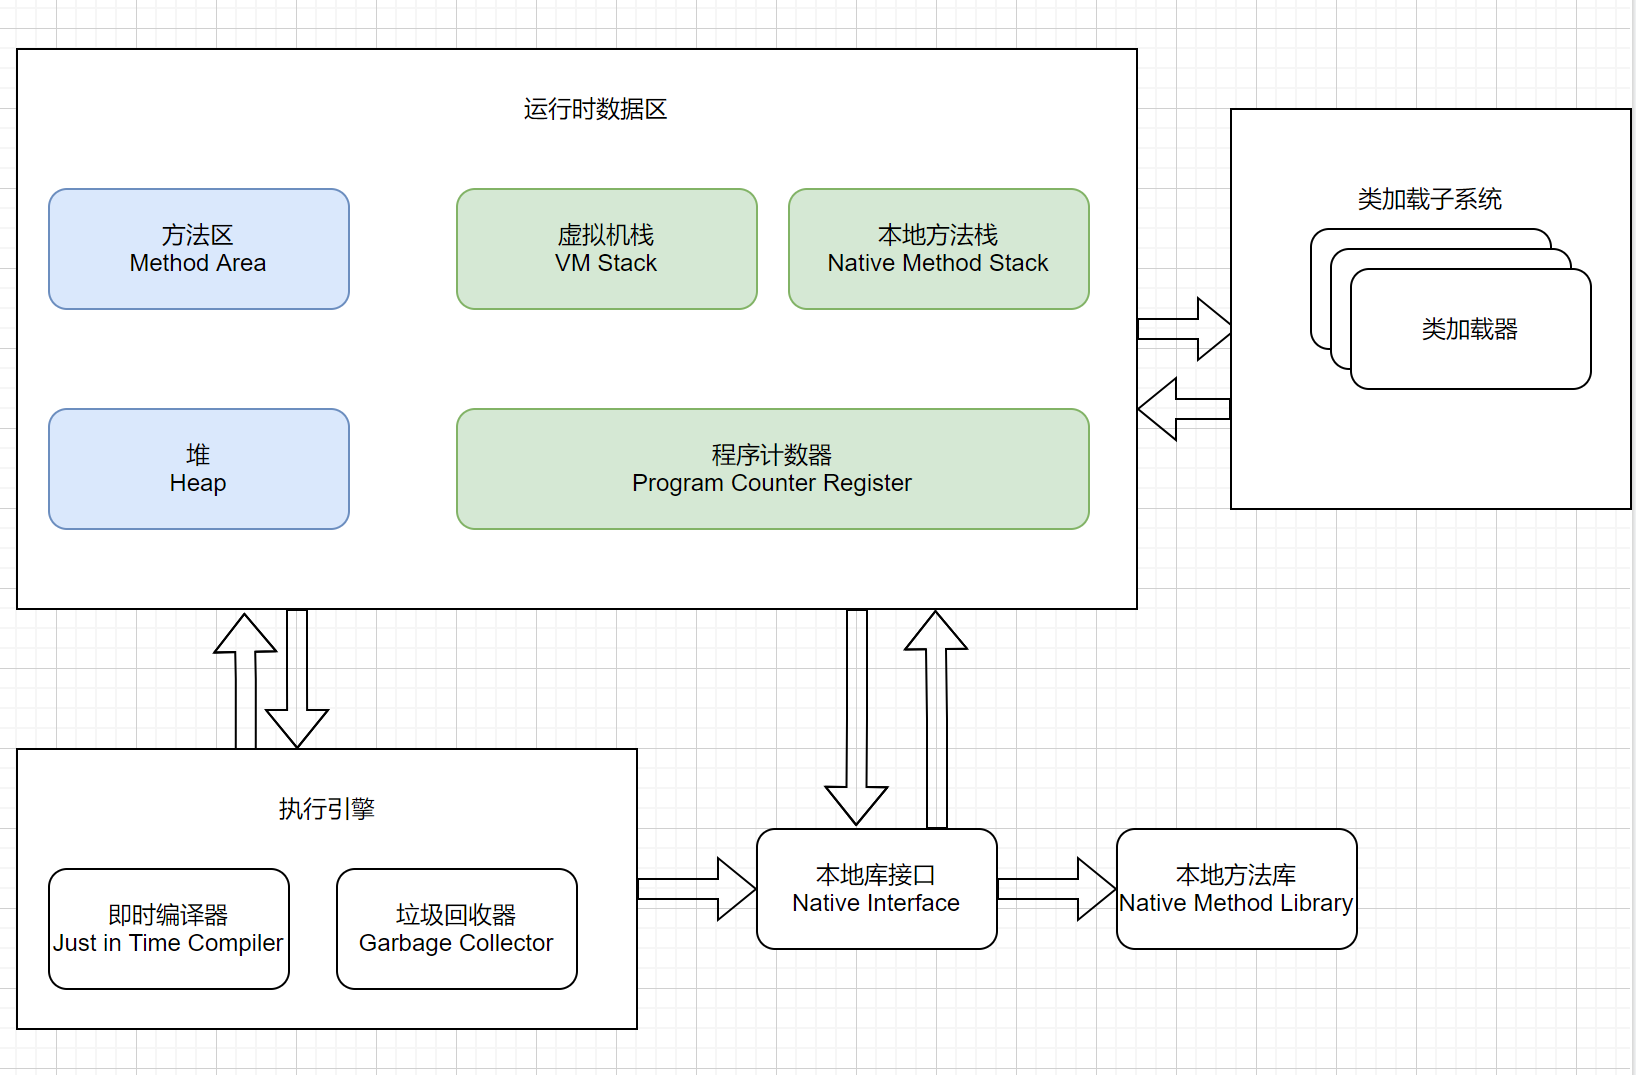 运行时数据区
方法区
Method Area
虚拟机栈
VM Stack
本地方法栈
Native Method Stack
堆
Heap
程序计数器
Program Counter Register
类加载子系统
类加载器
执行引擎
即时编译器
Just in Time Compiler
垃圾回收器
Garbage Collector
本地库接口
Native Interface
本地方法库
Native Method Library